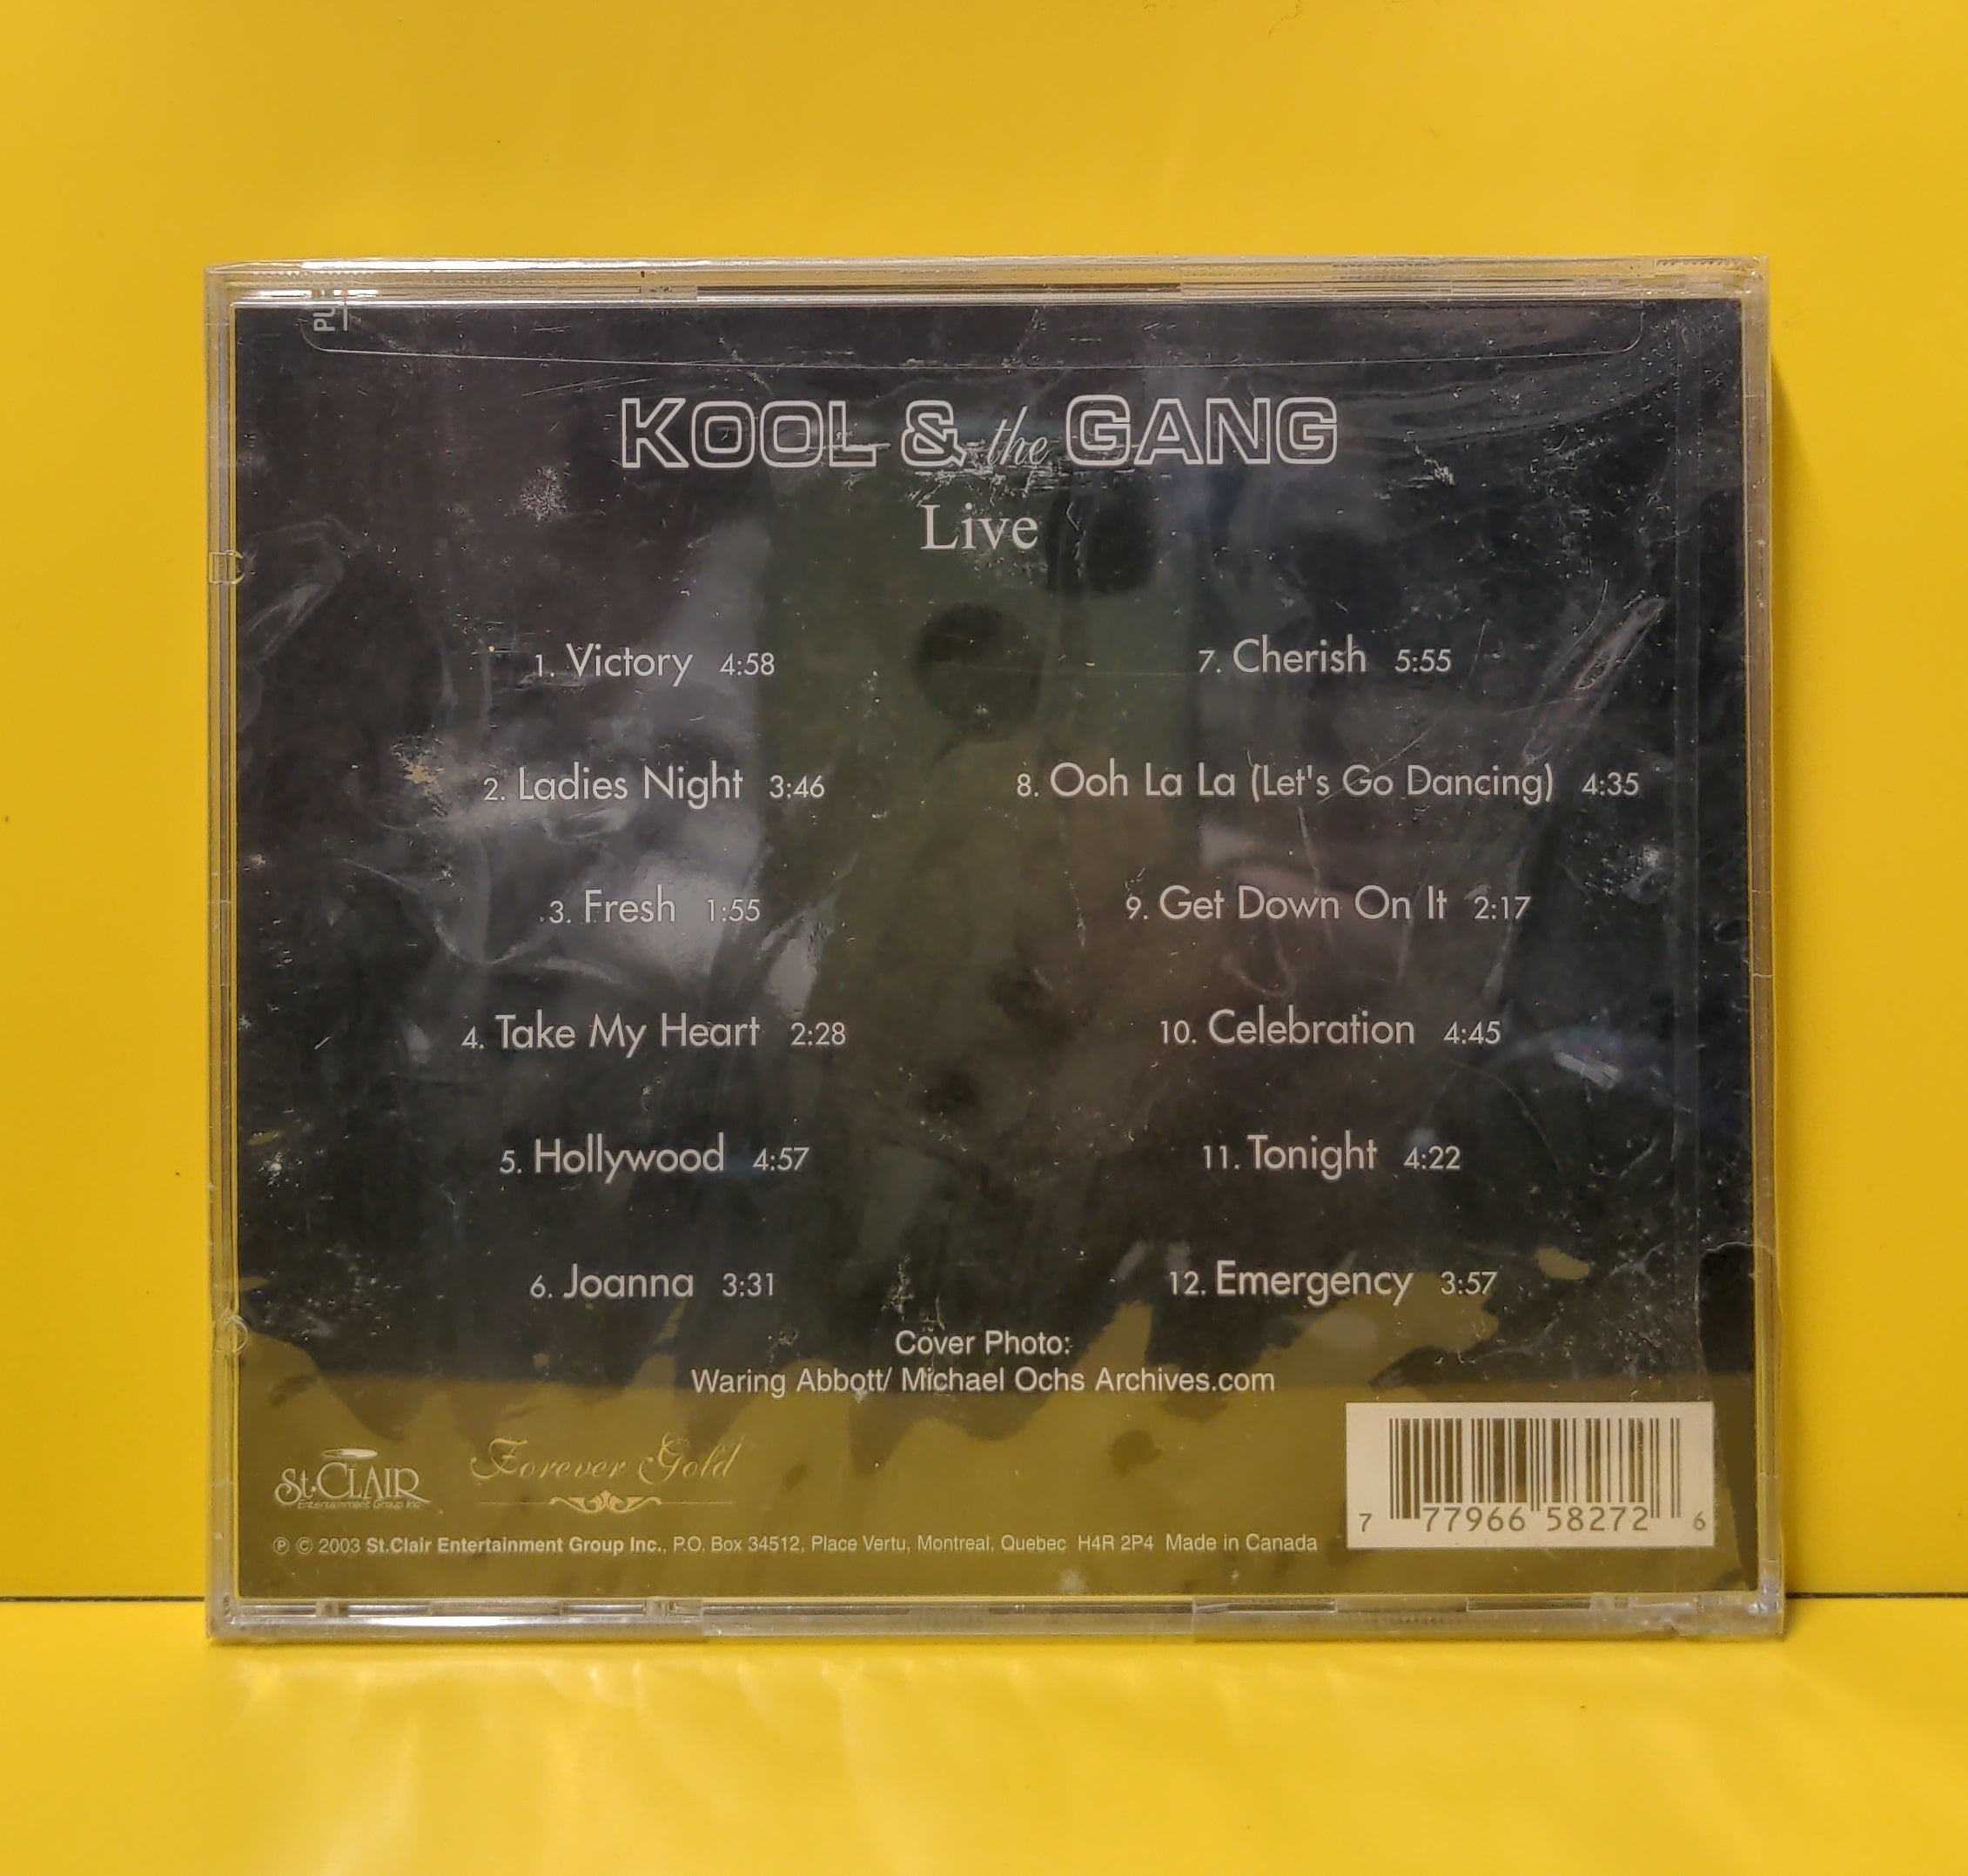 PU
KOOL & the GANG
Live
1. Victory 4:58
2. Ladies Night 3:46
3. Fresh 1:55
4. Take My Heart 2:28
5. Hollywood 4:57
6. Joanna 3:31
7. Cherish 5:55
8. Ooh La La (Let's Go Dancing) 4:35
9. Get Down On It 2:17
10. Celebration 4:45
11. Tonight 4:22
12. Emergency 3:57
Cover Photo:
Waring Abbott/ Michael Ochs Archives.com
St.CLAIR
Entertainment Group Inc
Forever Gold
℗ © 2003 St.Clair Entertainment Group Inc., P.O. Box 34512, Place Vertu, Montreal, Quebec H4R 2P4 Made in Canada
7 77966 58272 6